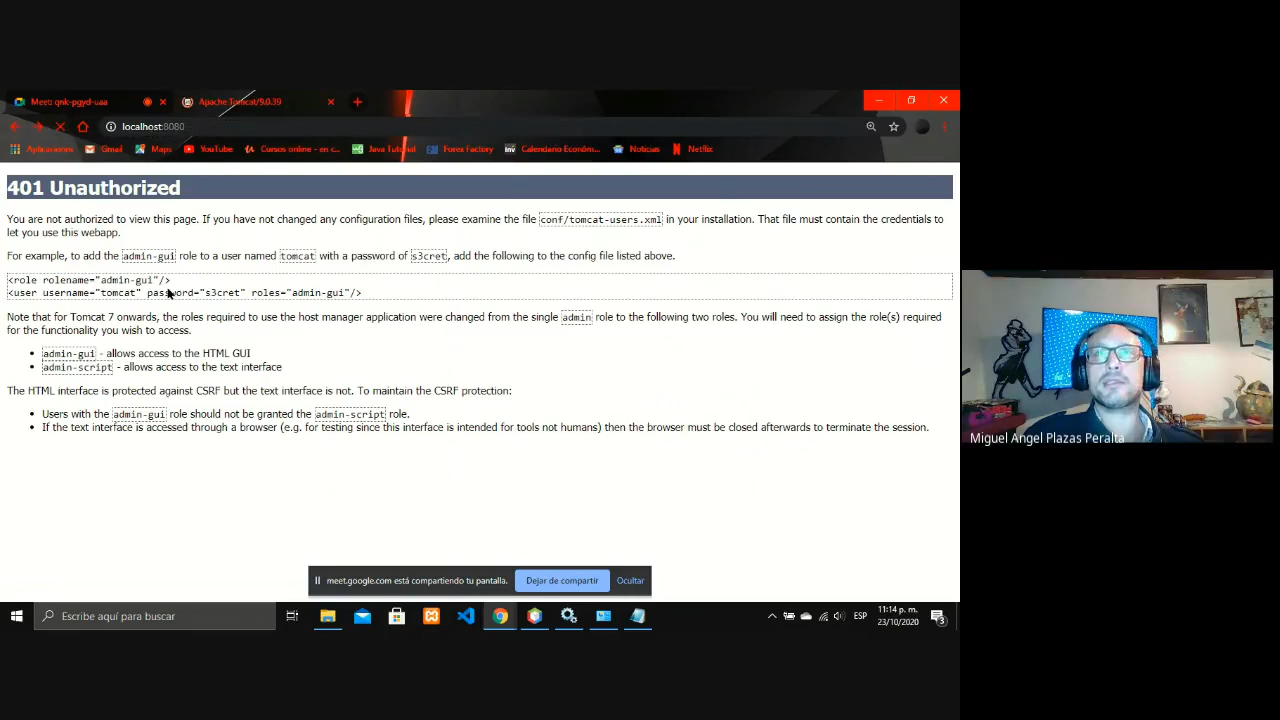 Meet: qnk-pgyd-uaa
Apache Tomcat/9.0.39
localhost:8080
Aplicaciones
Gmail
Maps
YouTube
Cursos online - en c...
Java Tutorial
Forex Factory
Calendario Económ...
Noticias
Netflix
401 Unauthorized
You are not authorized to view this page. If you have not changed any configuration files, please examine the file conf/tomcat-users.xml in your installation. That file must contain the credentials to
let you use this webapp.
For example, to add the admin-gui role to a user named tomcat with a password of s3cret, add the following to the config file listed above.
<role rolename="admin-gui"/>
<user username="tomcat" password="s3cret" roles="admin-gui"/>
Note that for Tomcat 7 onwards, the roles required to use the host manager application were changed from the single admin role to the following two roles. You will need to assign the role(s) required
for the functionality you wish to access.
• admin-gui - allows access to the HTML GUI
• admin-script - allows access to the text interface
The HTML interface is protected against CSRF but the text interface is not. To maintain the CSRF protection:
• Users with the admin-gui role should not be granted the admin-script role.
• If the text interface is accessed through a browser (e.g. for testing since this interface is intended for tools not humans) then the browser must be closed afterwards to terminate the session.
Miguel Angel Plazas Peralta
meet.google.com está compartiendo tu pantalla.
Dejar de compartir
Ocultar
Escribe aquí para buscar
ESP
11:14 p. m.
23/10/2020
3